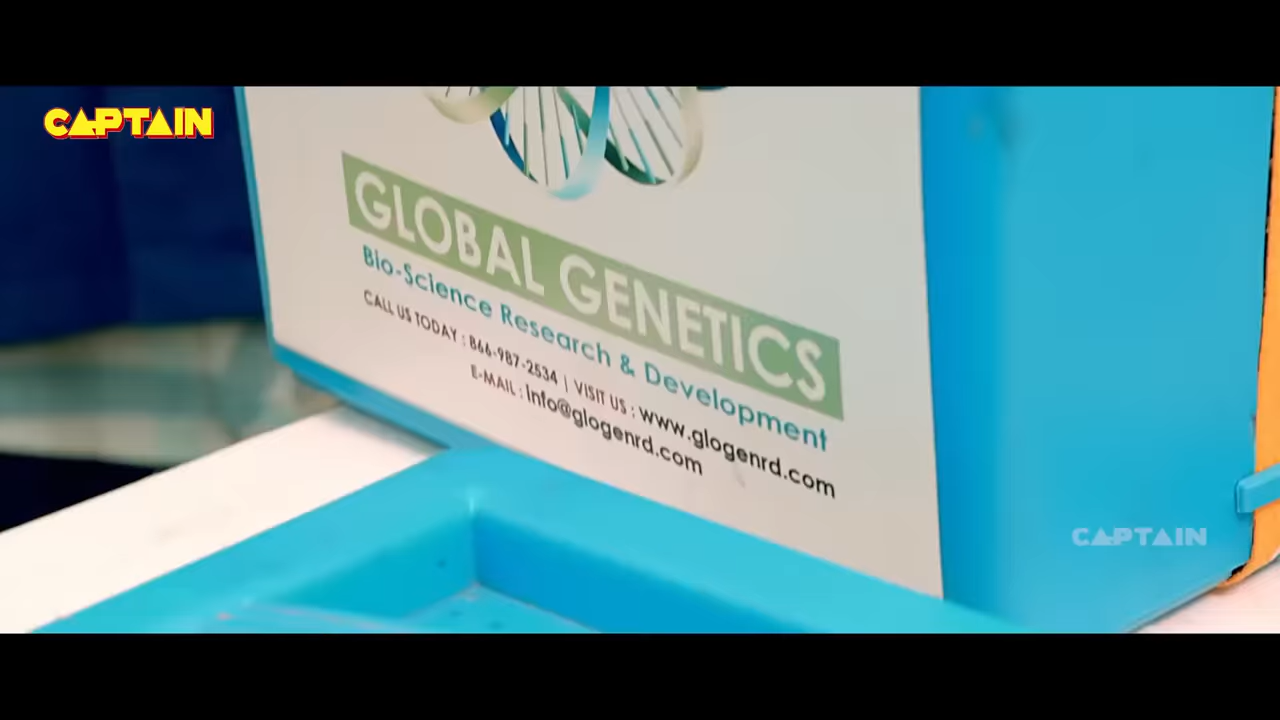 CAPTAIN
GLOBAL GENETICS
Bio-Science Research & Development
CALL US TODAY : 866-987-2534 | VISIT US : www.glogenrd.com
E-MAIL : info@glogenrd.com
CAPTAIN